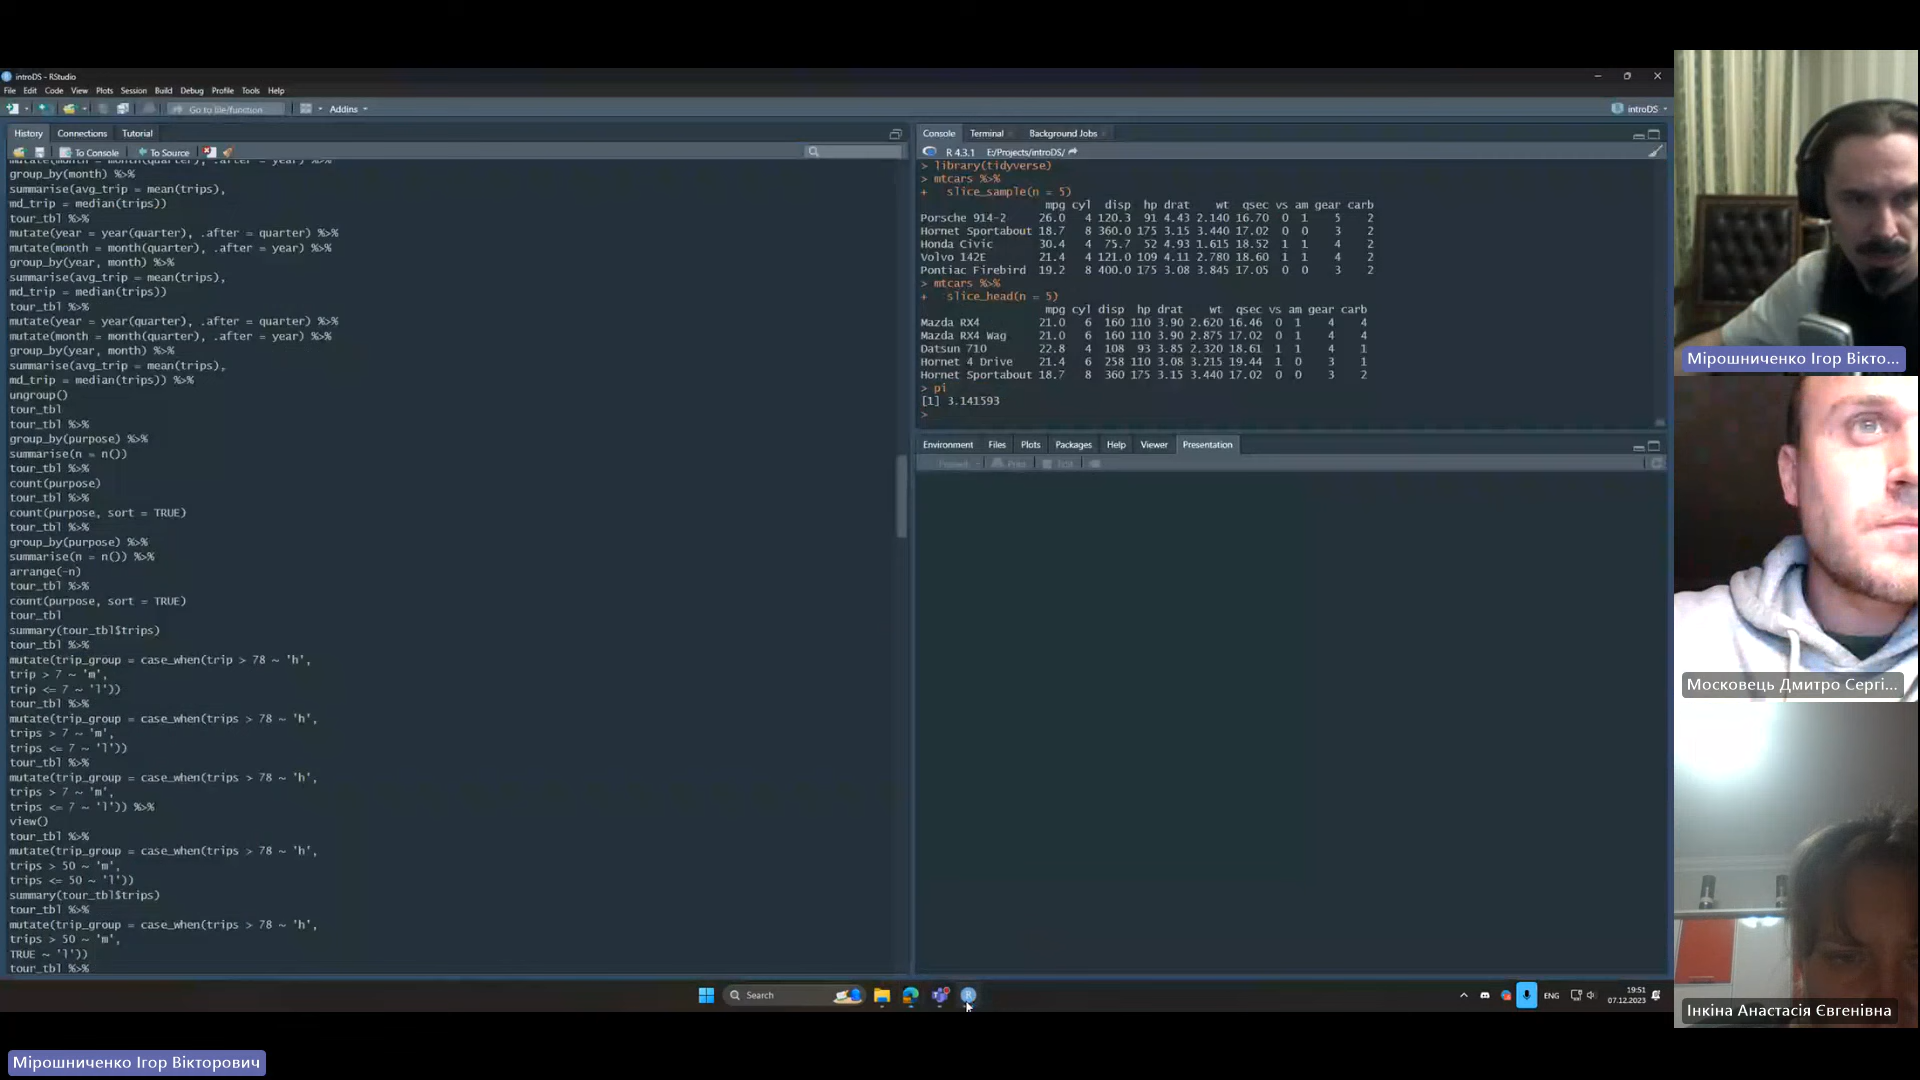 introDS - RStudio
File Edit Code View Plots Session Build Debug Profile Tools Help
Go to file/function Addins introDS
History Connections Tutorial
To Console To Source
mutate(month = month(quarter), .after = year) %>%
group_by(month) %>%
summarise(avg_trip = mean(trips),
md_trip = median(trips))
tour_tbl %>%
mutate(year = year(quarter), .after = quarter) %>%
mutate(month = month(quarter), .after = year) %>%
group_by(year, month) %>%
summarise(avg_trip = mean(trips),
md_trip = median(trips))
tour_tbl %>%
mutate(year = year(quarter), .after = quarter) %>%
mutate(month = month(quarter), .after = year) %>%
group_by(year, month) %>%
summarise(avg_trip = mean(trips),
md_trip = median(trips)) %>%
ungroup()
tour_tbl
tour_tbl %>%
group_by(purpose) %>%
summarise(n = n())
tour_tbl %>%
count(purpose)
tour_tbl %>%
count(purpose, sort = TRUE)
tour_tbl %>%
group_by(purpose) %>%
summarise(n = n()) %>%
arrange(-n)
tour_tbl %>%
count(purpose, sort = TRUE)
tour_tbl
summary(tour_tbl$trips)
tour_tbl %>%
mutate(trip_group = case_when(trip > 78 ~ 'h',
trip > 7 ~ 'm',
trip <= 7 ~ 'l'))
tour_tbl %>%
mutate(trip_group = case_when(trips > 78 ~ 'h',
trips > 7 ~ 'm',
trips <= 7 ~ 'l'))
tour_tbl %>%
mutate(trip_group = case_when(trips > 78 ~ 'h',
trips > 7 ~ 'm',
trips <= 7 ~ 'l')) %>%
view()
tour_tbl %>%
mutate(trip_group = case_when(trips > 78 ~ 'h',
trips > 50 ~ 'm',
trips <= 50 ~ 'l'))
summary(tour_tbl$trips)
tour_tbl %>%
mutate(trip_group = case_when(trips > 78 ~ 'h',
trips > 50 ~ 'm',
TRUE ~ 'l'))
tour_tbl %>%
Console Terminal Background Jobs
R 4.3.1 E:/Projects/introDS/
> library(tidyverse)
> mtcars %>%
+ slice_sample(n = 5)
mpg cyl disp hp drat wt qsec vs am gear carb
Porsche 914-2 26.0 4 120.3 91 4.43 2.140 16.70 0 1 5 2
Hornet Sportabout 18.7 8 360.0 175 3.15 3.440 17.02 0 0 3 2
Honda Civic 30.4 4 75.7 52 4.93 1.615 18.52 1 1 4 2
Volvo 142E 21.4 4 121.0 109 4.11 2.780 18.60 1 1 4 2
Pontiac Firebird 19.2 8 400.0 175 3.08 3.845 17.05 0 0 3 2
> mtcars %>%
+ slice_head(n = 5)
mpg cyl disp hp drat wt qsec vs am gear carb
Mazda RX4 21.0 6 160 110 3.90 2.620 16.46 0 1 4 4
Mazda RX4 Wag 21.0 6 160 110 3.90 2.875 17.02 0 1 4 4
Datsun 710 22.8 4 108 93 3.85 2.320 18.61 1 1 4 1
Hornet 4 Drive 21.4 6 258 110 3.08 3.215 19.44 1 0 3 1
Hornet Sportabout 18.7 8 360 175 3.15 3.440 17.02 0 0 3 2
> pi
[1] 3.141593
>
Environment Files Plots Packages Help Viewer Presentation
Present Print Edit
Search
ENG
19:51
07.12.2023
Мірошниченко Ігор Вікто...
Московець Дмитро Сергі...
Інкіна Анастасія Євгенівна
Мірошниченко Ігор Вікторович